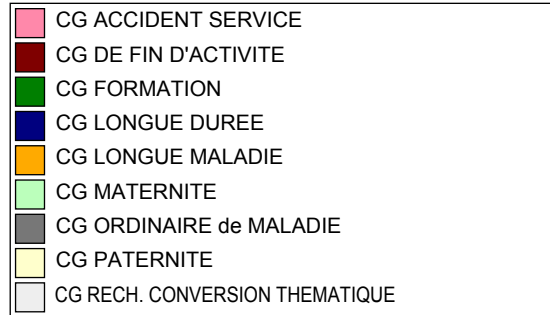 CG ACCIDENT SERVICE
CG DE FIN D'ACTIVITE
CG FORMATION
CG LONGUE DUREE
CG LONGUE MALADIE
CG MATERNITE
CG ORDINAIRE de MALADIE
CG PATERNITE
CG RECH. CONVERSION THEMATIQUE